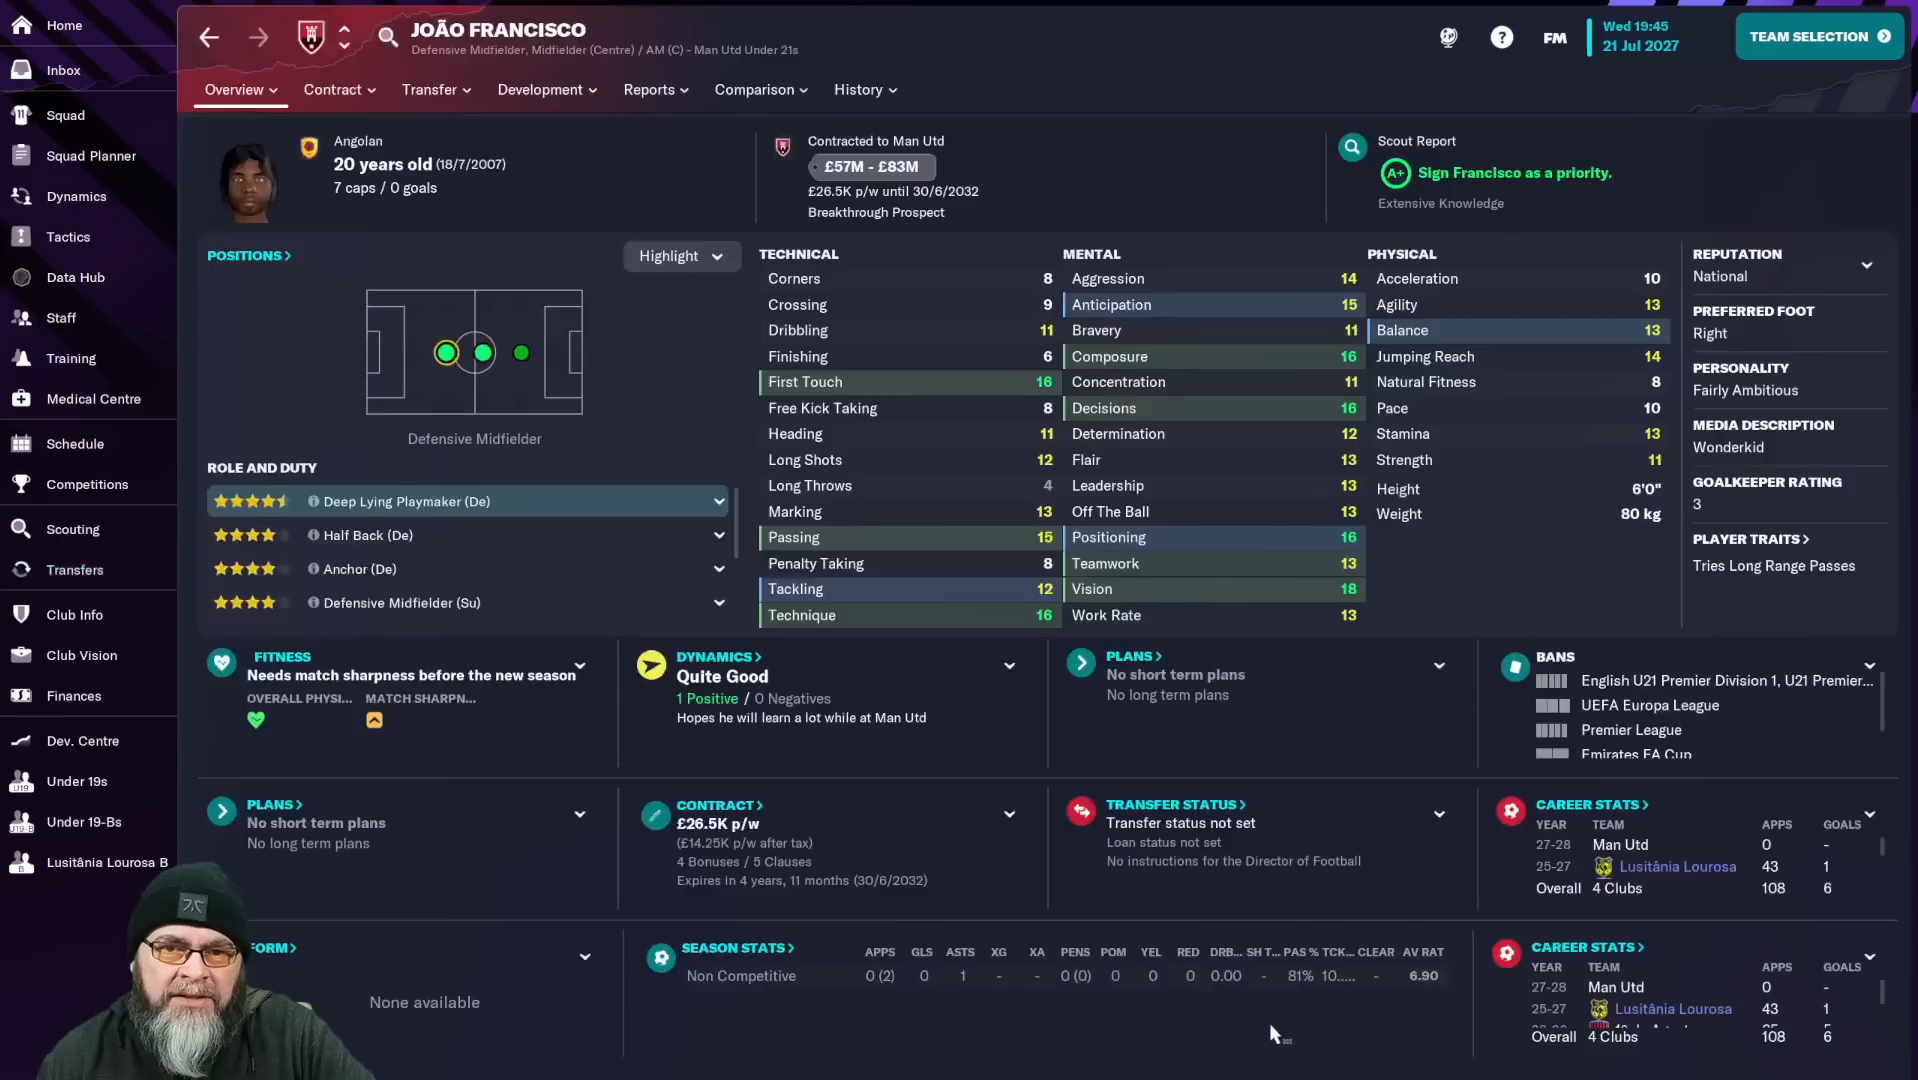 Home
Inbox
Squad
Squad Planner
Dynamics
Tactics
Data Hub
Staff
Training
Medical Centre
Schedule
Competitions
Scouting
Transfers
Club Info
Club Vision
Finances
Dev. Centre
U19 Under 19s
U19-B Under 19-Bs
B Lusitânia Lourosa B
JOÃO FRANCISCO
Defensive Midfielder, Midfielder (Centre) / AM (C) - Man Utd Under 21s
? FM
Wed 19:45
21 Jul 2027
TEAM SELECTION
Overview Contract Transfer Development Reports Comparison History
Angolan
20 years old (18/7/2007)
7 caps / 0 goals
Contracted to Man Utd
£57M - £83M
£26.5K p/w until 30/6/2032
Breakthrough Prospect
Scout Report
A+ Sign Francisco as a priority.
Extensive Knowledge
POSITIONS
Highlight
Defensive Midfielder
ROLE AND DUTY
Deep Lying Playmaker (De)
Half Back (De)
Anchor (De)
Defensive Midfielder (Su)
TECHNICAL
Corners 8
Crossing 9
Dribbling 11
Finishing 6
First Touch 16
Free Kick Taking 8
Heading 11
Long Shots 12
Long Throws 4
Marking 13
Passing 15
Penalty Taking 8
Tackling 12
Technique 16
MENTAL
Aggression 14
Anticipation 15
Bravery 11
Composure 16
Concentration 11
Decisions 16
Determination 12
Flair 13
Leadership 13
Off The Ball 13
Positioning 16
Teamwork 13
Vision 18
Work Rate 13
PHYSICAL
Acceleration 10
Agility 13
Balance 13
Jumping Reach 14
Natural Fitness 8
Pace 10
Stamina 13
Strength 11
Height 6'0"
Weight 80 kg
REPUTATION
National
PREFERRED FOOT
Right
PERSONALITY
Fairly Ambitious
MEDIA DESCRIPTION
Wonderkid
GOALKEEPER RATING
3
PLAYER TRAITS
Tries Long Range Passes
FITNESS
Needs match sharpness before the new season
OVERALL PHYSI... MATCH SHARPN...
DYNAMICS
Quite Good
1 Positive / 0 Negatives
Hopes he will learn a lot while at Man Utd
PLANS
No short term plans
No long term plans
BANS
English U21 Premier Division 1, U21 Premier...
UEFA Europa League
Premier League
Emirates FA Cup
PLANS
No short term plans
No long term plans
CONTRACT
£26.5K p/w
(£14.25K p/w after tax)
4 Bonuses / 5 Clauses
Expires in 4 years, 11 months (30/6/2032)
TRANSFER STATUS
Transfer status not set
Loan status not set
No instructions for the Director of Football
CAREER STATS
YEAR TEAM APPS GOALS
27-28 Man Utd 0 -
25-27 Lusitânia Lourosa 43 1
Overall 4 Clubs 108 6
FORM
None available
SEASON STATS APPS GLS ASTS XG XA PENS POM YEL RED DRB... SH T... PAS % TCK... CLEAR AV RAT
Non Competitive 0 (2) 0 1 - - 0 (0) 0 0 0 0.00 - 81% 10..... - 6.90
CAREER STATS
YEAR TEAM APPS GOALS
27-28 Man Utd 0 -
25-27 Lusitânia Lourosa 43 1
Overall 4 Clubs 108 6